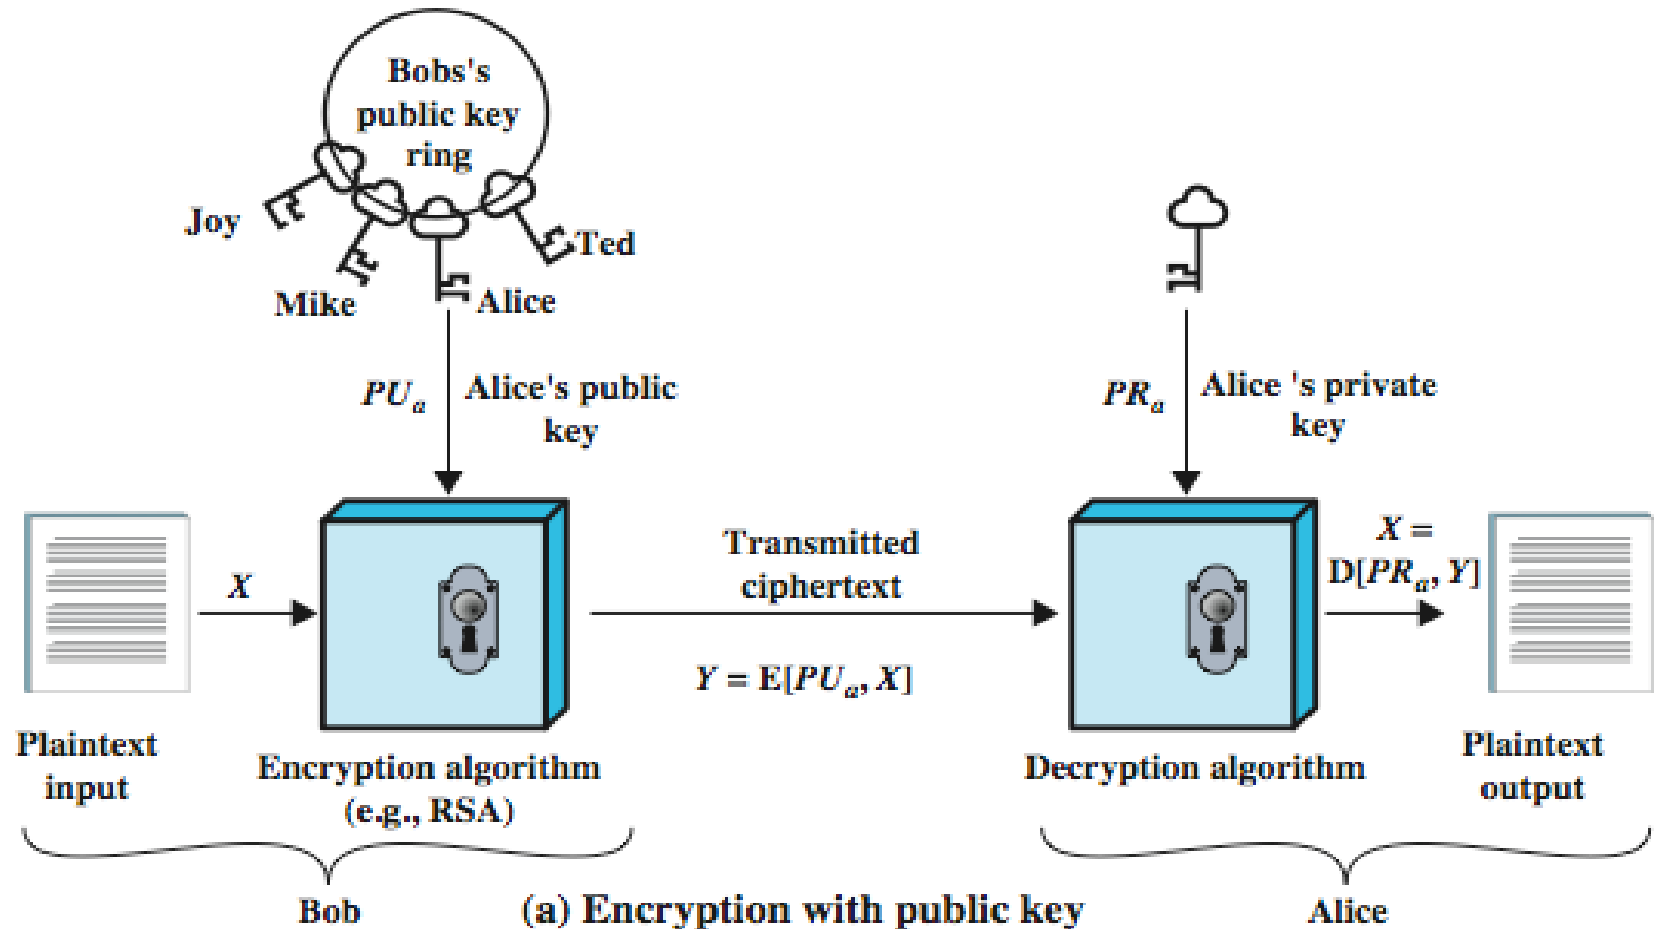 Bobs's
public key
ring
Joy
Ted
Mike
Alice
PUa
Alice's public
key
PRa
Alice 's private
key
X
Transmitted
ciphertext
X =
D[PRa, Y]
Y = E[PUa, X]
Plaintext
input
Encryption algorithm
(e.g., RSA)
Decryption algorithm
Plaintext
output
Bob
(a) Encryption with public key
Alice